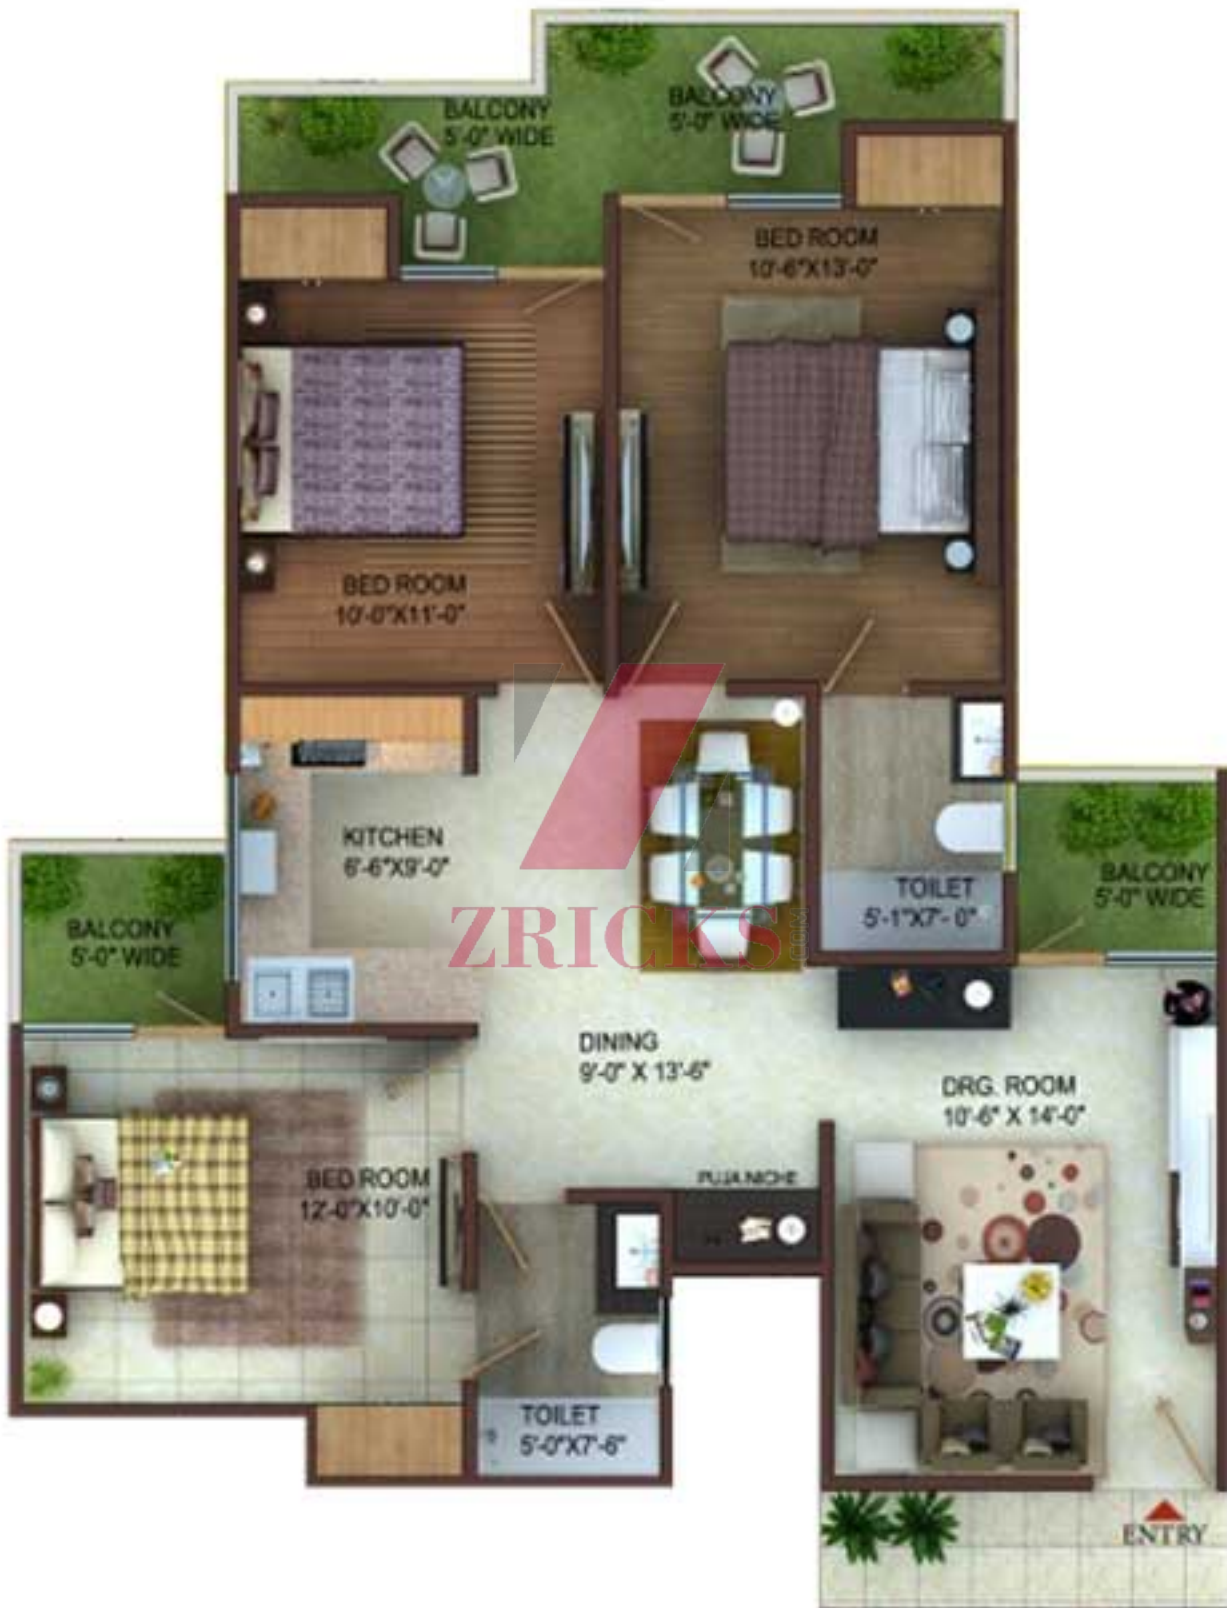 BALCONY
5'-0" WIDE
BALCONY
5'-0" WIDE
BED ROOM
10'-6"X13'-0"
BED ROOM
10'-0"X11'-0"
KITCHEN
6'-6"X9'-0"
TOILET
5'-1"X7'-0"
BALCONY
5'-0" WIDE
BALCONY
5'-0" WIDE
ZRICKS.COM
DINING
9'-0" X 13'-6"
DRG. ROOM
10'-6" X 14'-0"
BED ROOM
12'-0"X10'-0"
PUJA NICHE
TOILET
5'-0"X7'-6"
ENTRY